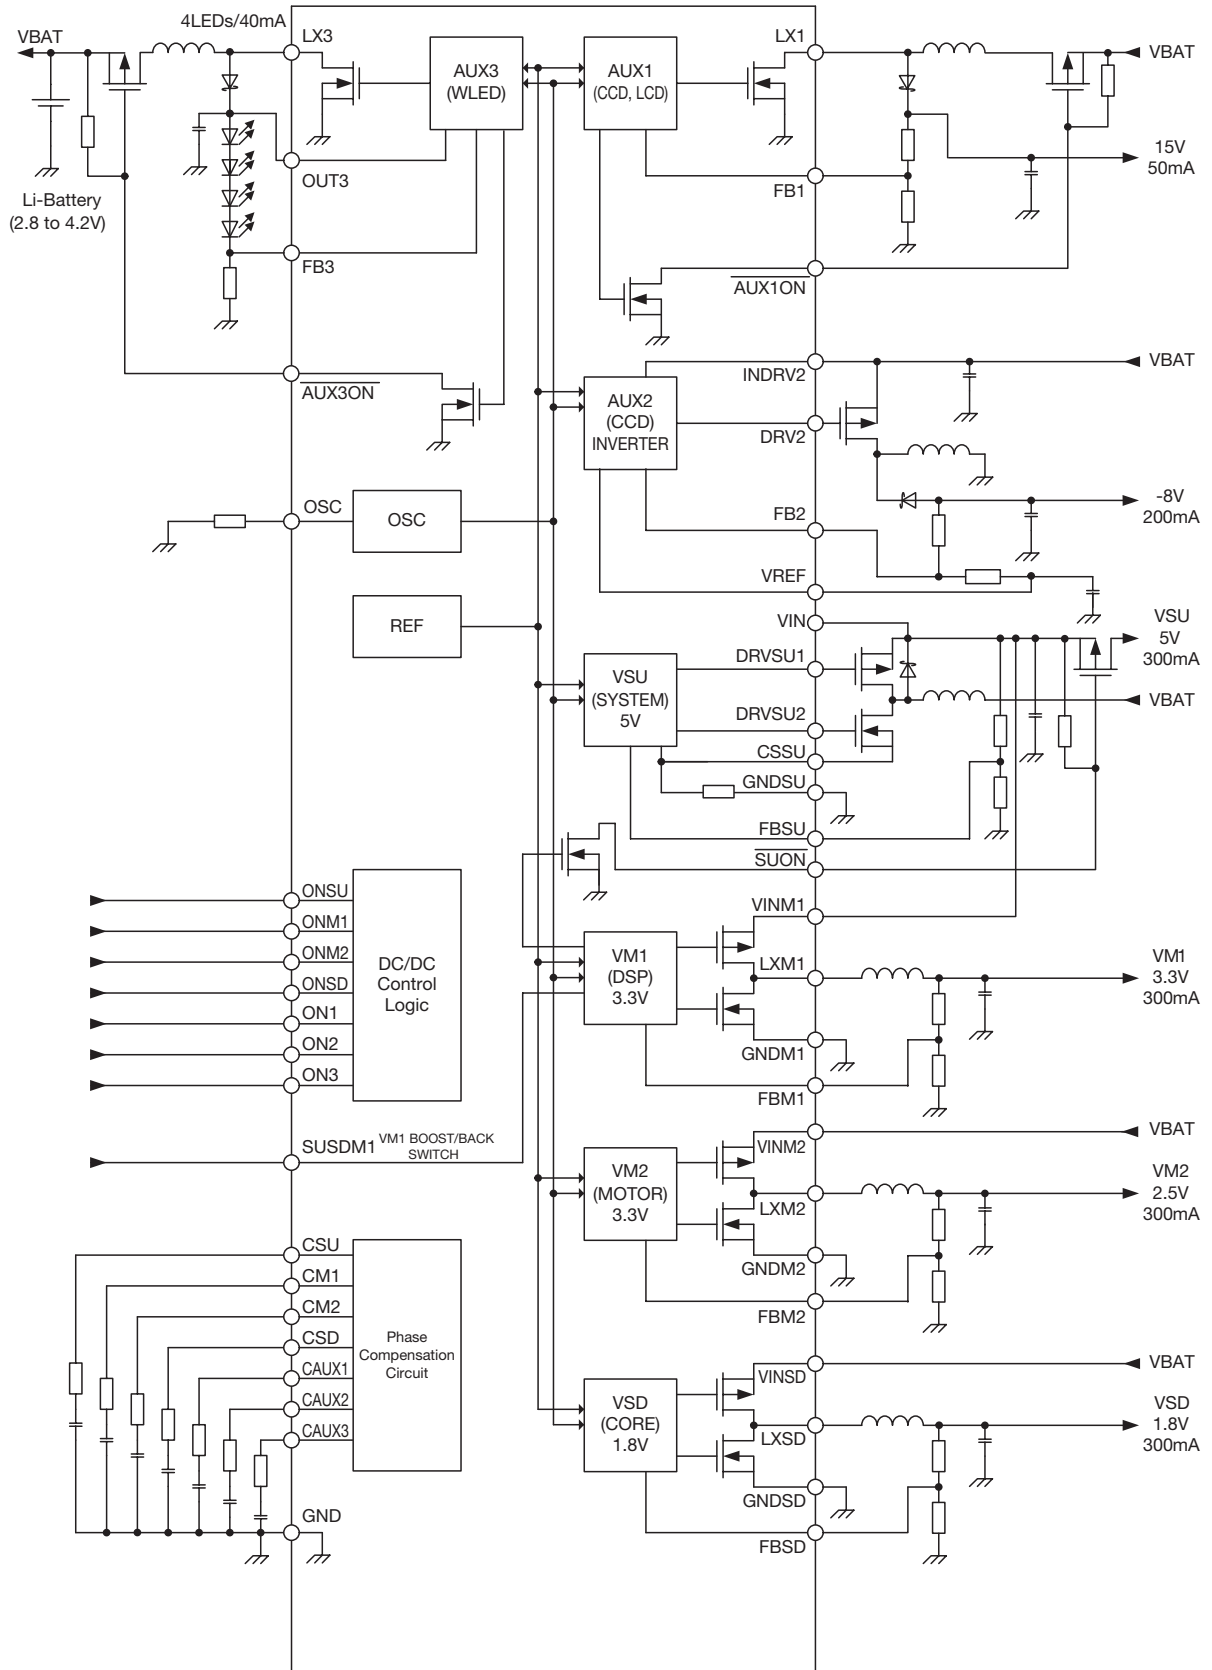 4LEDs/40mA
VBAT
LX3
AUX3
(WLED)
AUX1
(CCD, LCD)
LX1
VBAT
15V
50mA
OUT3
FB1
Li-Battery
(2.8 to 4.2V)
FB3
AUX1ON
AUX3ON
INDRV2
VBAT
AUX2
(CCD)
INVERTER
DRV2
OSC
OSC
FB2
-8V
200mA
VREF
REF
VIN
VSU
5V
300mA
DRVSU1
VSU
(SYSTEM)
5V
VBAT
DRVSU2
CSSU
GNDSU
FBSU
SUON
ONSU
ONM1
ONM2
ONSD
ON1
ON2
ON3
DC/DC
Control
Logic
VINM1
VM1
(DSP)
3.3V
LXM1
VM1
3.3V
300mA
GNDM1
FBM1
SUSDM1
VM1 BOOST/BACK
SWITCH
VBAT
VINM2
VM2
(MOTOR)
3.3V
LXM2
VM2
2.5V
300mA
GNDM2
FBM2
CSU
CM1
CM2
CSD
CAUX1
CAUX2
CAUX3
Phase
Compensation
Circuit
GND
VBAT
VINSD
VSD
(CORE)
1.8V
LXSD
VSD
1.8V
300mA
GNDSD
FBSD